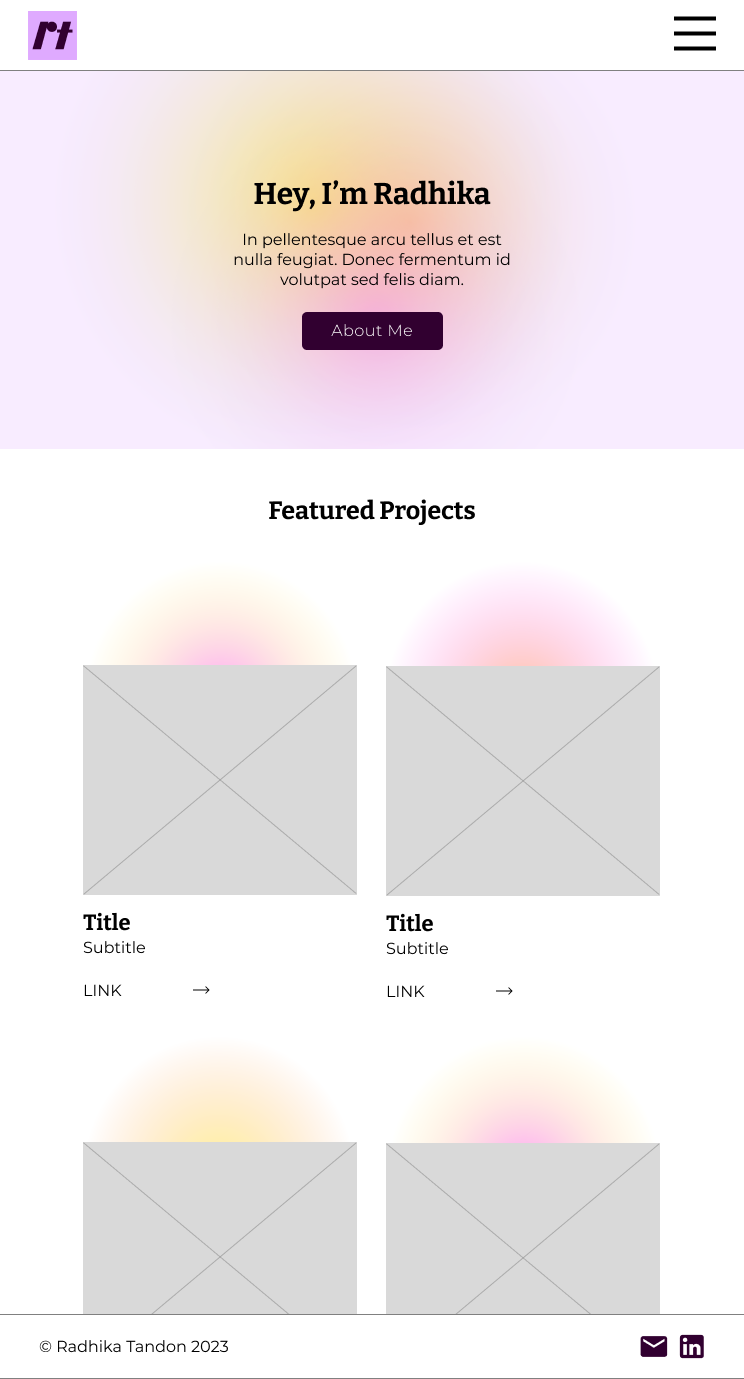 rt
Hey, I’m Radhika
In pellentesque arcu tellus et est
nulla feugiat. Donec fermentum id
volutpat sed felis diam.
About Me
Featured Projects
Title
Subtitle
LINK
Title
Subtitle
LINK
© Radhika Tandon 2023
in